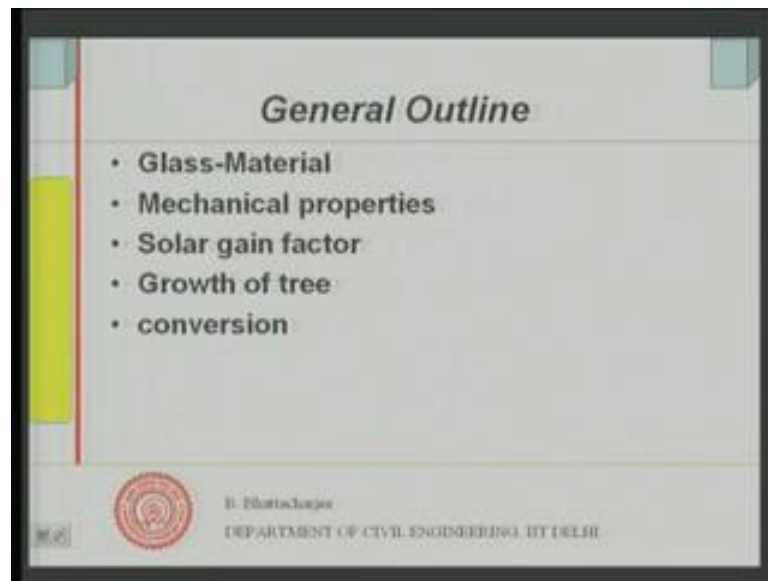 General Outline
• Glass-Material
• Mechanical properties
• Solar gain factor
• Growth of tree
• conversion
B. Bhattacharjee
DEPARTMENT OF CIVIL ENGINEERING, IIT DELHI